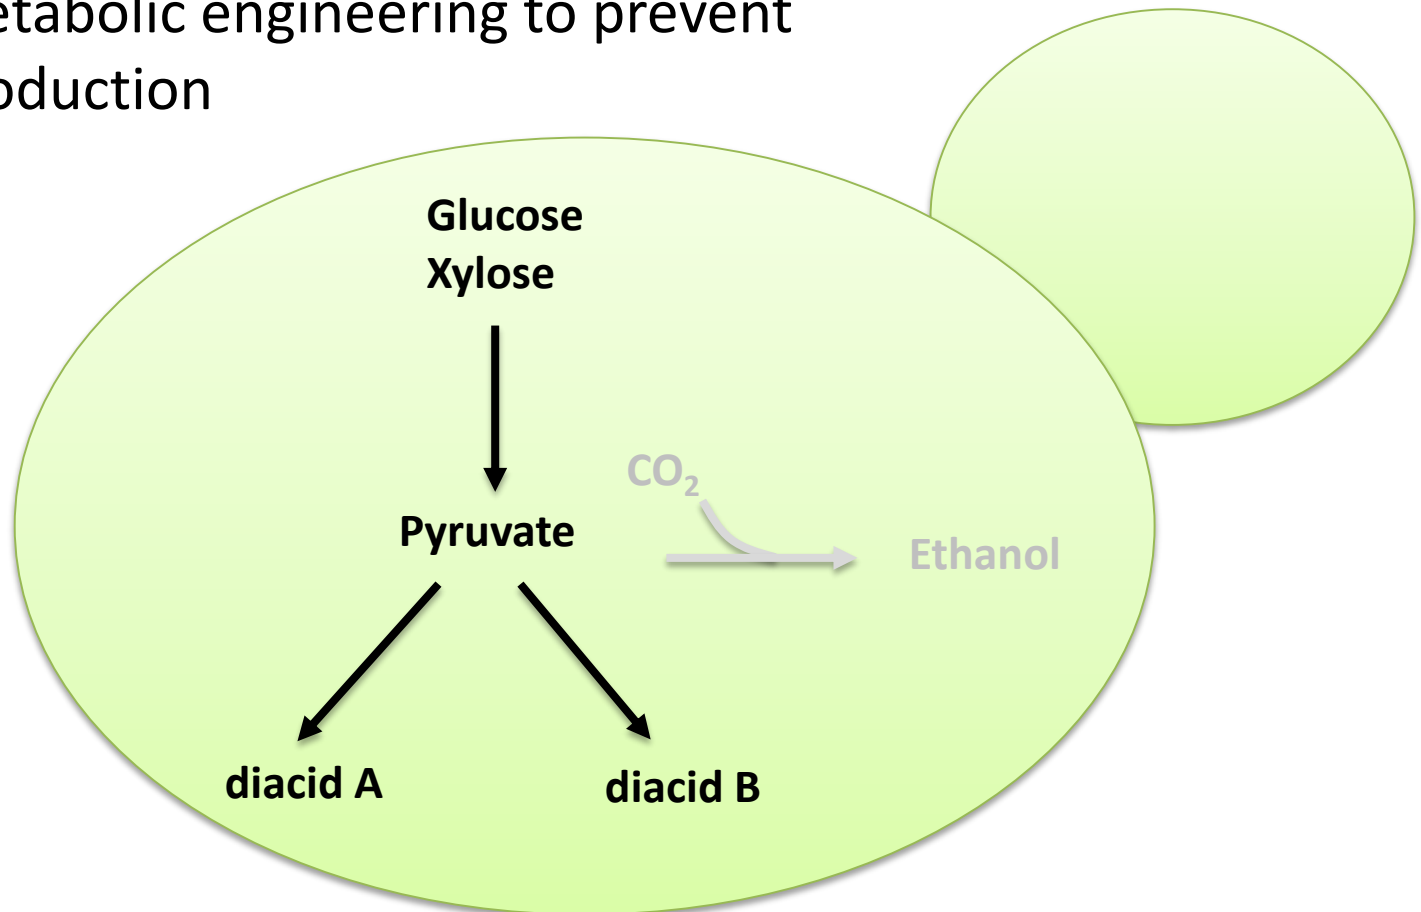 etabolic engineering to prevent
oduction
Glucose
Xylose
CO₂
Pyruvate
Ethanol
diacid A
diacid B